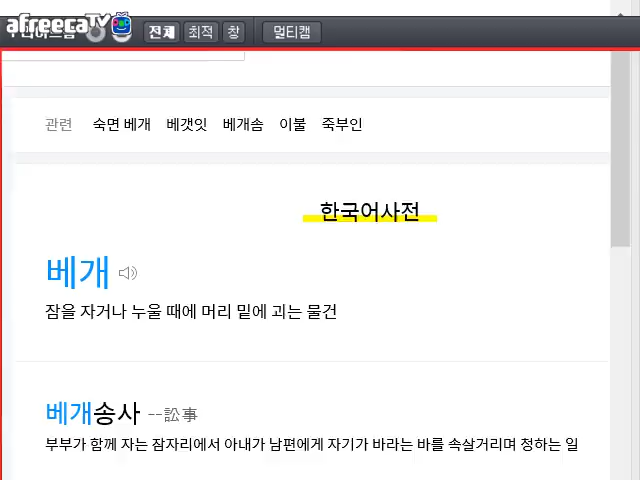 afreecaTV
전체 최적 창 멀티캠
관련 숙면 베개 베갯잇 베개솜 이불 죽부인
한국어사전
베개
잠을 자거나 누울 때에 머리 밑에 괴는 물건
베개송사 --訟事
부부가 함께 자는 잠자리에서 아내가 남편에게 자기가 바라는 바를 속살거리며 청하는 일